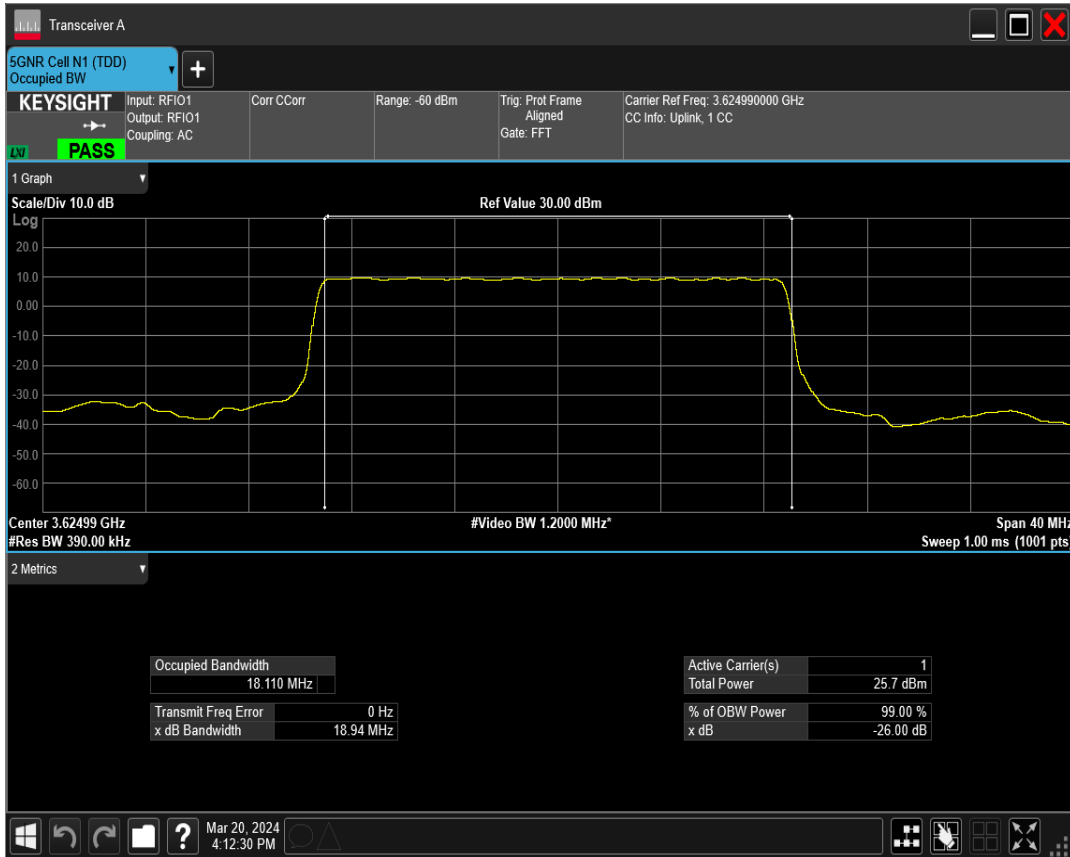 Transceiver A
5GNR Cell N1 (TDD)
Occupied BW
+
KEYSIGHT
LXI
PASS
Input: RFIO1
Output: RFIO1
Coupling: AC
Corr CCorr
Range: -60 dBm
Trig: Prot Frame
Aligned
Gate: FFT
Carrier Ref Freq: 3.624990000 GHz
CC Info: Uplink, 1 CC
1 Graph
Scale/Div 10.0 dB
Ref Value 30.00 dBm
Log
20.0
10.0
0.00
-10.0
-20.0
-30.0
-40.0
-50.0
-60.0
Center 3.62499 GHz
#Video BW 1.2000 MHz*
Span 40 MHz
#Res BW 390.00 kHz
Sweep 1.00 ms (1001 pts)
2 Metrics
Occupied Bandwidth
18.110 MHz
Transmit Freq Error 0 Hz
x dB Bandwidth 18.94 MHz
Active Carrier(s) 1
Total Power 25.7 dBm
% of OBW Power 99.00 %
x dB -26.00 dB
?
Mar 20, 2024
4:12:30 PM